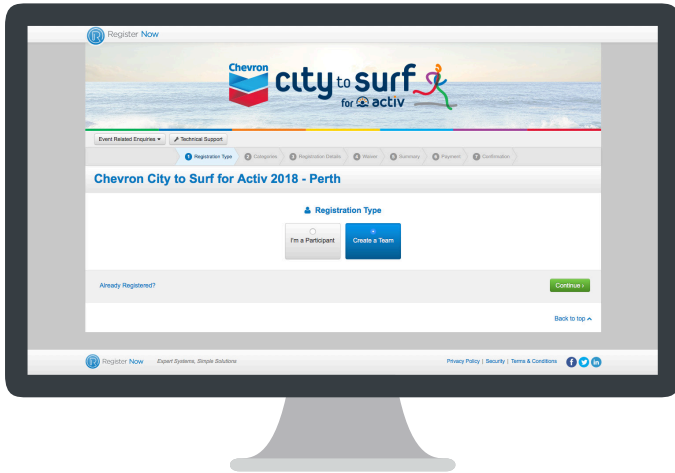 Register Now
Chevron
city to surf
for activ
Event Related Enquiries
Technical Support
1 Registration Type 2 Categories 3 Registration Details 4 Waiver 5 Summary 6 Payment 7 Confirmation
Chevron City to Surf for Activ 2018 - Perth
Registration Type
I'm a Participant
Create a Team
Already Registered?
Continue ›
Back to top
Register Now Expert Systems, Simple Solutions Privacy Policy | Security | Terms & Conditions